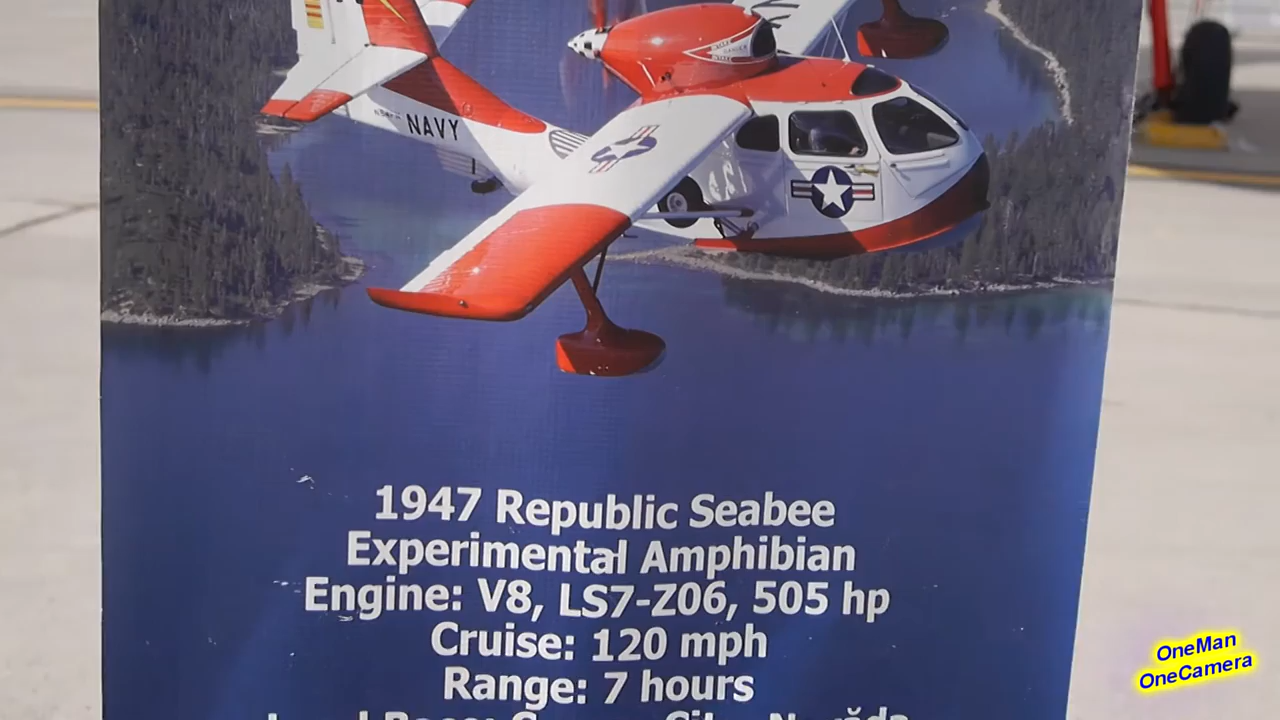 NAVY
1947 Republic Seabee
Experimental Amphibian
Engine: V8, LS7-Z06, 505 hp
Cruise: 120 mph
Range: 7 hours
OneMan
OneCamera